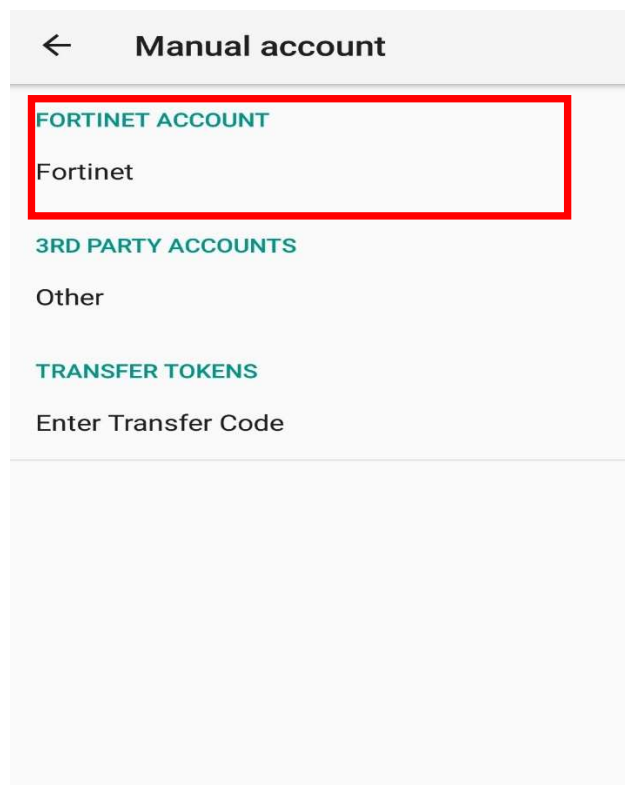 Manual account
FORTINET ACCOUNT
Fortinet
3RD PARTY ACCOUNTS
Other
TRANSFER TOKENS
Enter Transfer Code